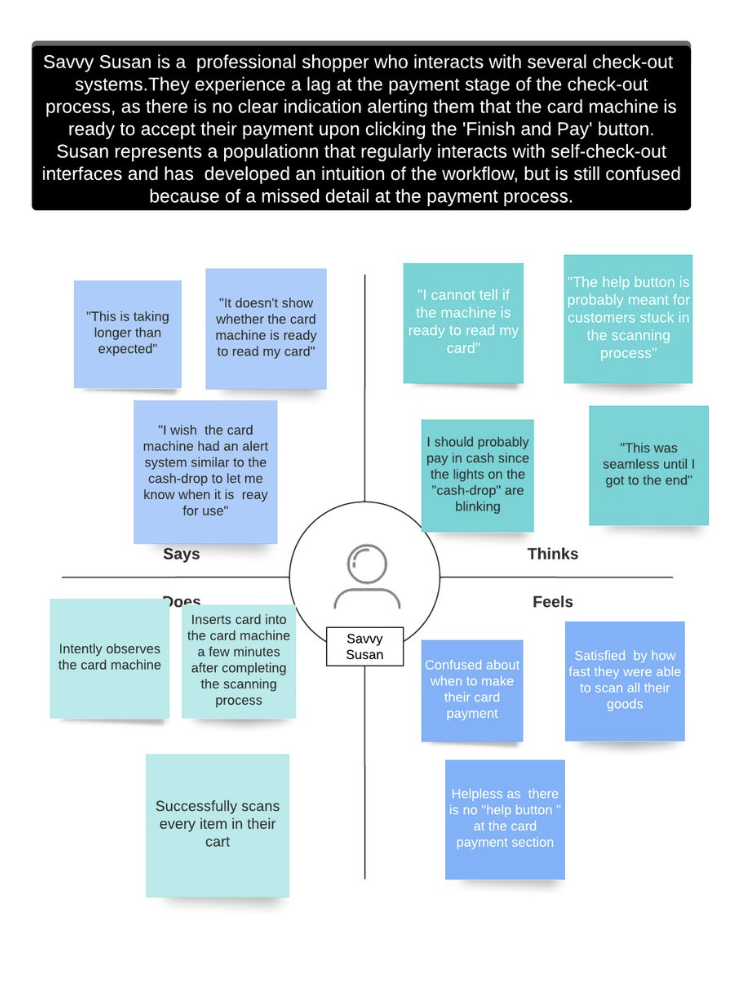 Savvy Susan is a  professional shopper who interacts with several check-out
systems.They experience a lag at the payment stage of the check-out
process, as there is no clear indication alerting them that the card machine is
ready to accept their payment upon clicking the 'Finish and Pay' button.
Susan represents a populationn that regularly interacts with self-check-out
interfaces and has  developed an intuition of the workflow, but is still confused
because of a missed detail at the payment process.
"This is taking
longer than
expected"
"It doesn't show
whether the card
machine is ready
to read my card"
"I wish  the card
machine had an alert
system similar to the
cash-drop to let me
know when it is  reay
for use"
Says
"I cannot tell if
the machine is
ready to read my
card"
"The help button is
probably meant for
customers stuck in
the scanning
process"
I should probably
pay in cash since
the lights on the
"cash-drop" are
blinking
"This was
seamless until I
got to the end"
Thinks
Savvy
Susan
Does
Intently observes
the card machine
Inserts card into
the card machine
a few minutes
after completing
the scanning
process
Successfully scans
every item in their
cart
Feels
Confused about
when to make
their card
payment
Satisfied  by how
fast they were able
to scan all their
goods
Helpless as  there
is no "help button "
at the card
payment section